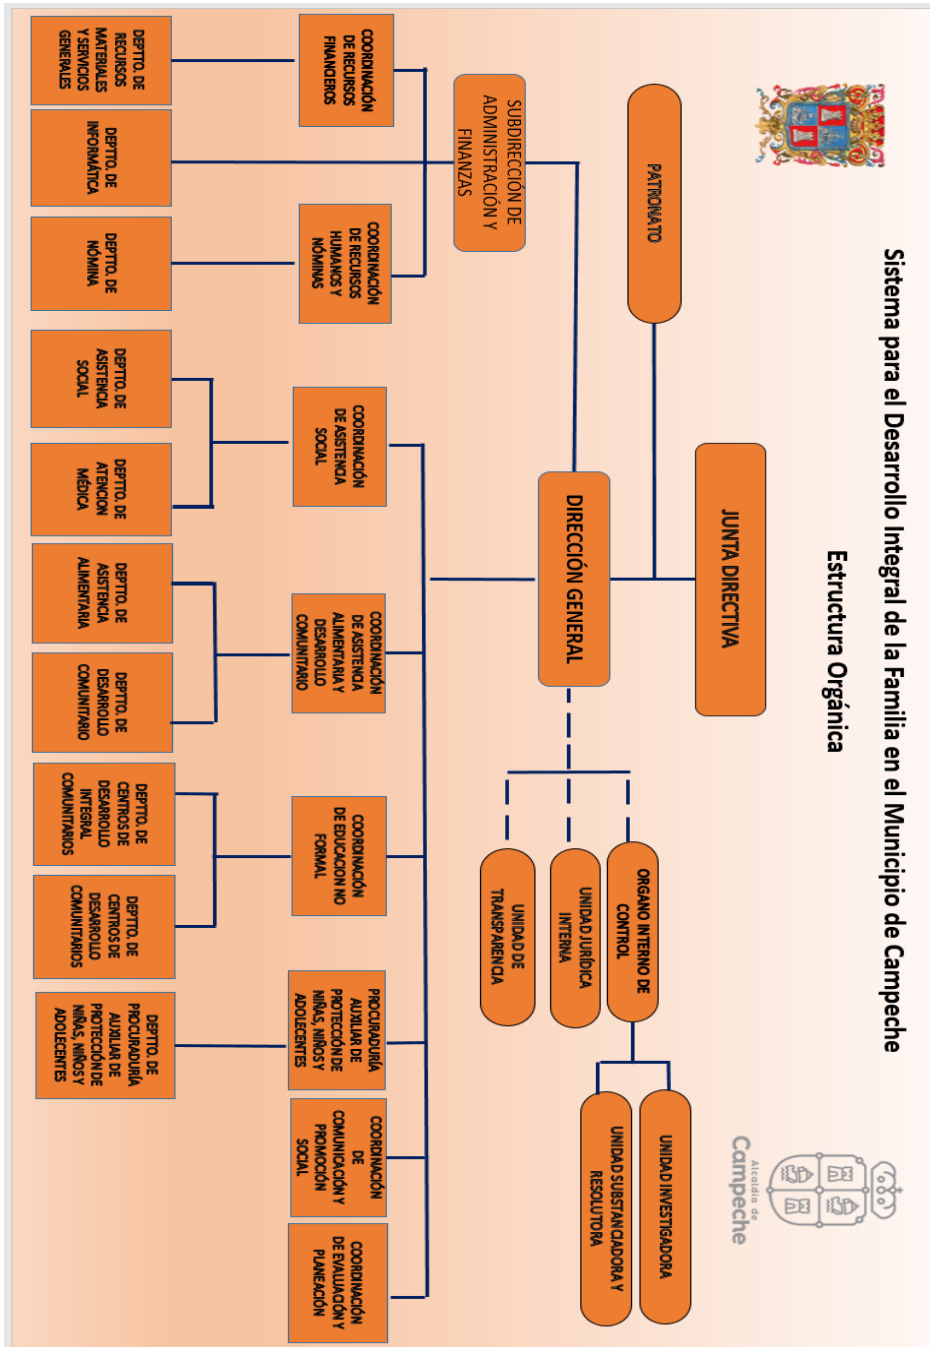 Sistema para el Desarrollo Integral de la Familia en el Municipio de Campeche
Estructura Orgánica
Alcaldía de
Campeche
JUNTA DIRECTIVA
PATRONATO
DIRECCIÓN GENERAL
ORGANO INTERNO DE
CONTROL
UNIDAD JURÍDICA
INTERNA
UNIDAD DE
TRANSPARENCIA
UNIDAD INVESTIGADORA
UNIDAD SUBSTANCIADORA Y
RESOLUTORA
SUBDIRECCIÓN DE
ADMINISTRACIÓN Y
FINANZAS
COORDINACIÓN
DE RECURSOS
FINANCIEROS
COORDINACIÓN
DE RECURSOS
HUMANOS Y
NÓMINAS
COORDINACIÓN
DE ASISTENCIA
SOCIAL
COORDINACIÓN
DE ASISTENCIA
ALIMENTARIA Y
DESARROLLO
COMUNITARIO
COORDINACIÓN
DE EDUCACION NO
FORMAL
PROCURADURÍA
AUXILIAR DE
PROTECCIÓN DE
NIÑAS, NIÑOS Y
ADOLECENTES
COORDINACIÓN
DE
COMUNICACIÓN Y
PROMOCIÓN
SOCIAL
COORDINACIÓN
DE EVALUACIÓN Y
PLANEACIÓN
DEPTTO. DE
RECURSOS
MATERIALES
Y SERVICIOS
GENERALES
DEPTTO. DE
INFORMÁTICA
DEPTTO. DE
NÓMINA
DEPTTO. DE
ASISTENCIA
SOCIAL
DEPTTO. DE
ATENCION
MÉDICA
DEPTTO. DE
ASISTENCIA
ALIMENTARIA
DEPTTO. DE
DESARROLLO
COMUNITARIO
DEPTTO. DE
CENTROS DE
DESARROLLO
INTEGRAL
COMUNITARIOS
DEPTTO. DE
CENTROS DE
DESARROLLO
COMUNITARIOS
DEPTTO. DE
PROCURADURÍA
AUXILIAR DE
PROTECCIÓN DE
NIÑAS, NIÑOS Y
ADOLECENTES